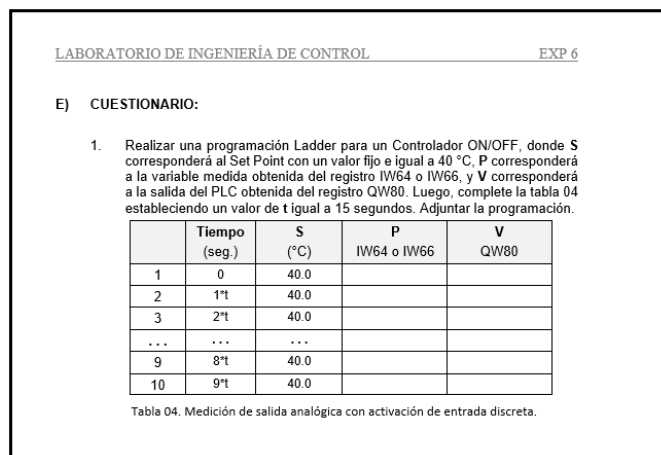 LABORATORIO DE INGENIERÍA DE CONTROL EXP 6
E) CUESTIONARIO:
1. Realizar una programación Ladder para un Controlador ON/OFF, donde S
corresponderá al Set Point con un valor fijo e igual a 40 °C, P corresponderá
a la variable medida obtenida del registro IW64 o IW66, y V corresponderá
a la salida del PLC obtenida del registro QW80. Luego, complete la tabla 04
estableciendo un valor de t igual a 15 segundos. Adjuntar la programación.
Tiempo S P V
(seg.) (°C) IW64 o IW66 QW80
1 0 40.0
2 1*t 40.0
3 2*t 40.0
... ... ...
9 8*t 40.0
10 9*t 40.0
Tabla 04. Medición de salida analógica con activación de entrada discreta.